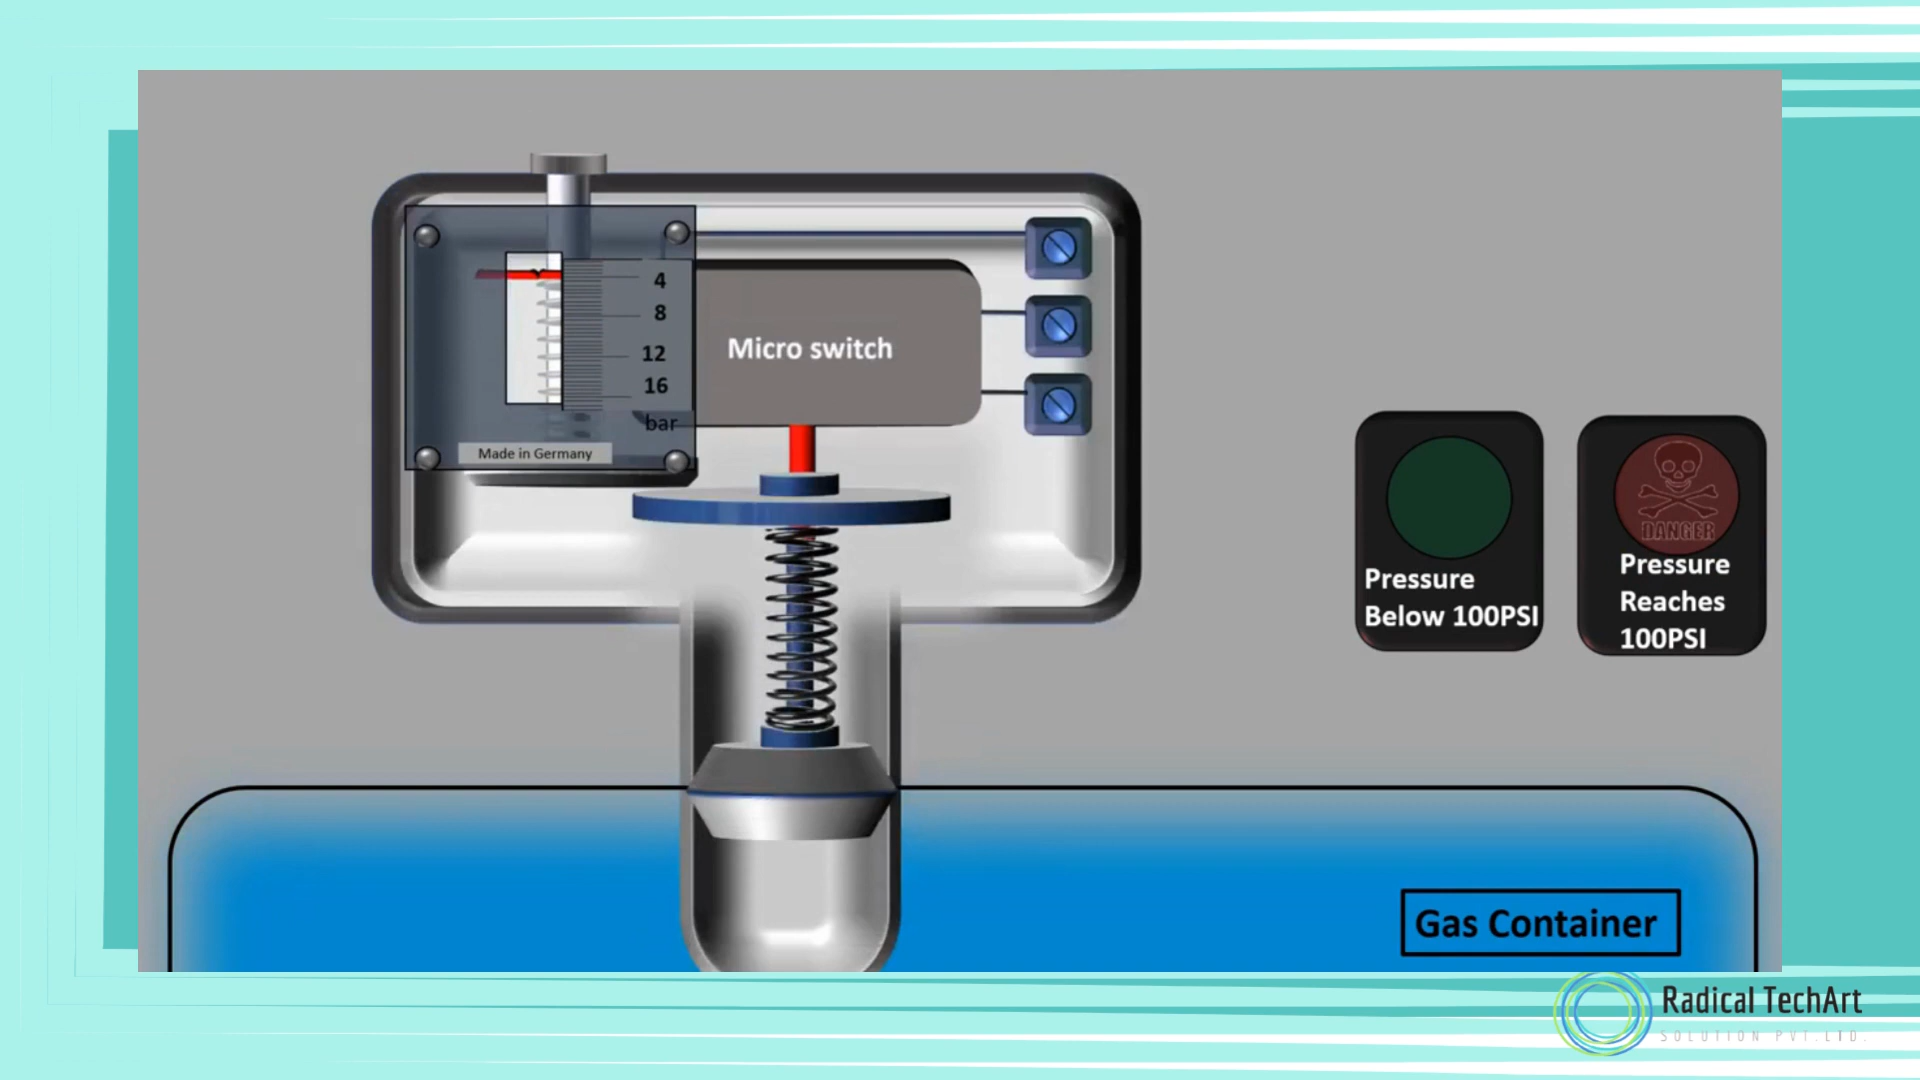 4
8
Micro switch
12
16
bar
Made in Germany
DANGER
Pressure
Below 100PSI
Pressure
Reaches
100PSI
Gas Container
Radical TechArt
SOLUTION PVT.LTD.